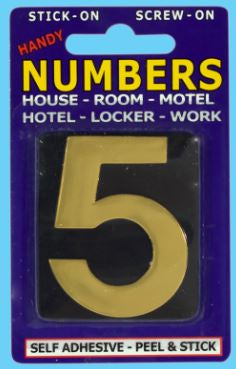 STICK-ON SCREW-ON
HANDY
NUMBERS
HOUSE - ROOM - MOTEL
HOTEL - LOCKER - WORK
5
SELF ADHESIVE - PEEL & STICK